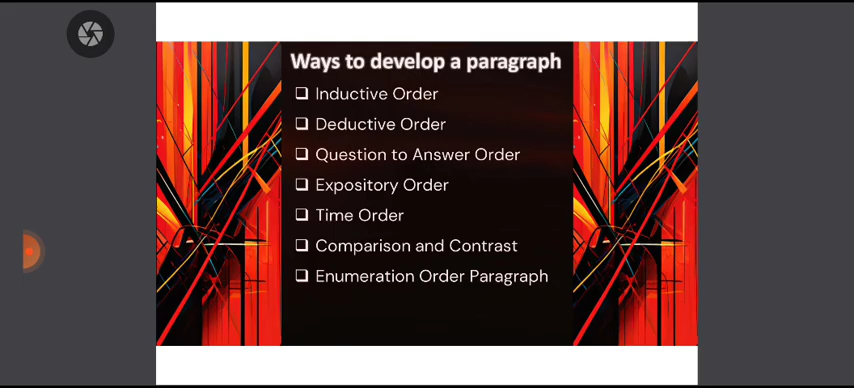 Ways to develop a paragraph
❑ Inductive Order
❑ Deductive Order
❑ Question to Answer Order
❑ Expository Order
❑ Time Order
❑ Comparison and Contrast
❑ Enumeration Order Paragraph